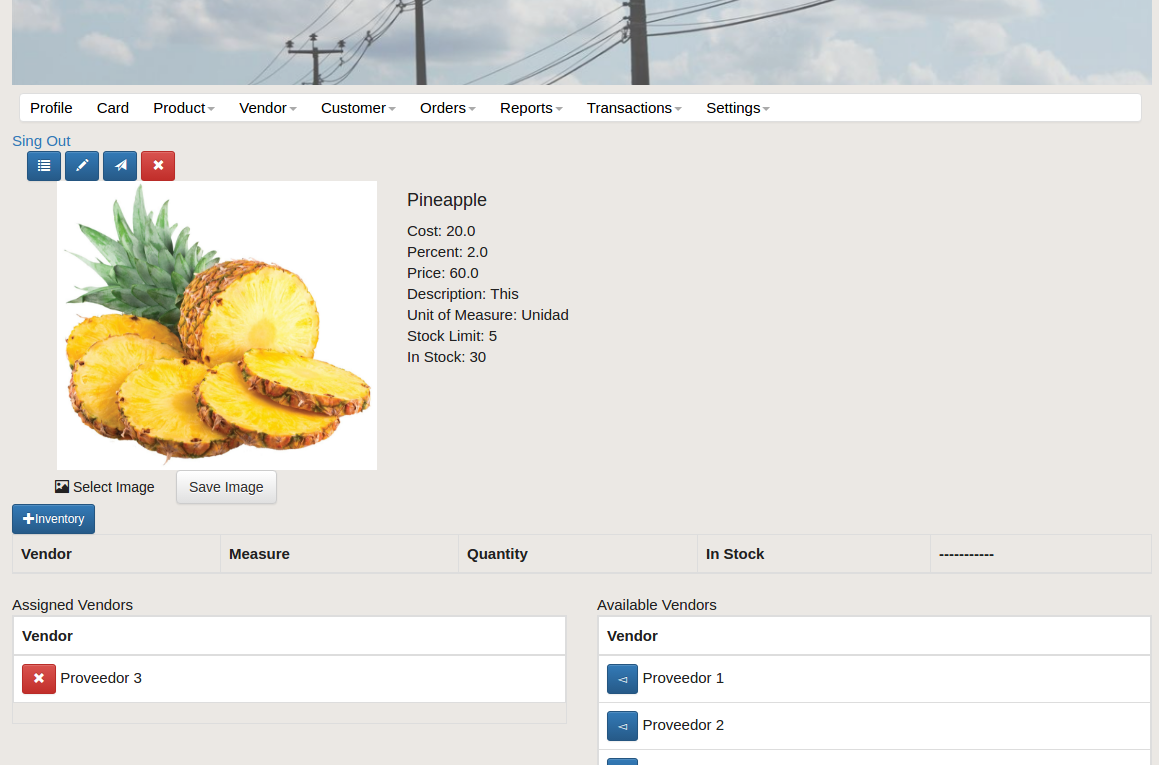 Profile Card Product Vendor Customer Orders Reports Transactions Settings
Sing Out
Pineapple
Cost: 20.0
Percent: 2.0
Price: 60.0
Description: This
Unit of Measure: Unidad
Stock Limit: 5
In Stock: 30
Select Image Save Image
Inventory
Vendor Measure Quantity In Stock -----------
Assigned Vendors
Vendor
Proveedor 3
Available Vendors
Vendor
Proveedor 1
Proveedor 2